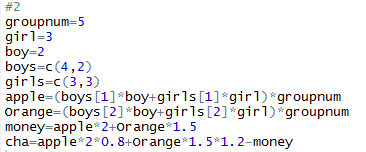 #2
groupnum=5
girl=3
boy=2
boys=c(4,2)
girls=c(3,3)
apple=(boys[1]*boy+girls[1]*girl)*groupnum
Orange=(boys[2]*boy+girls[2]*girl)*groupnum
money=apple*2+Orange*1.5
cha=apple*2*0.8+Orange*1.5*1.2-money